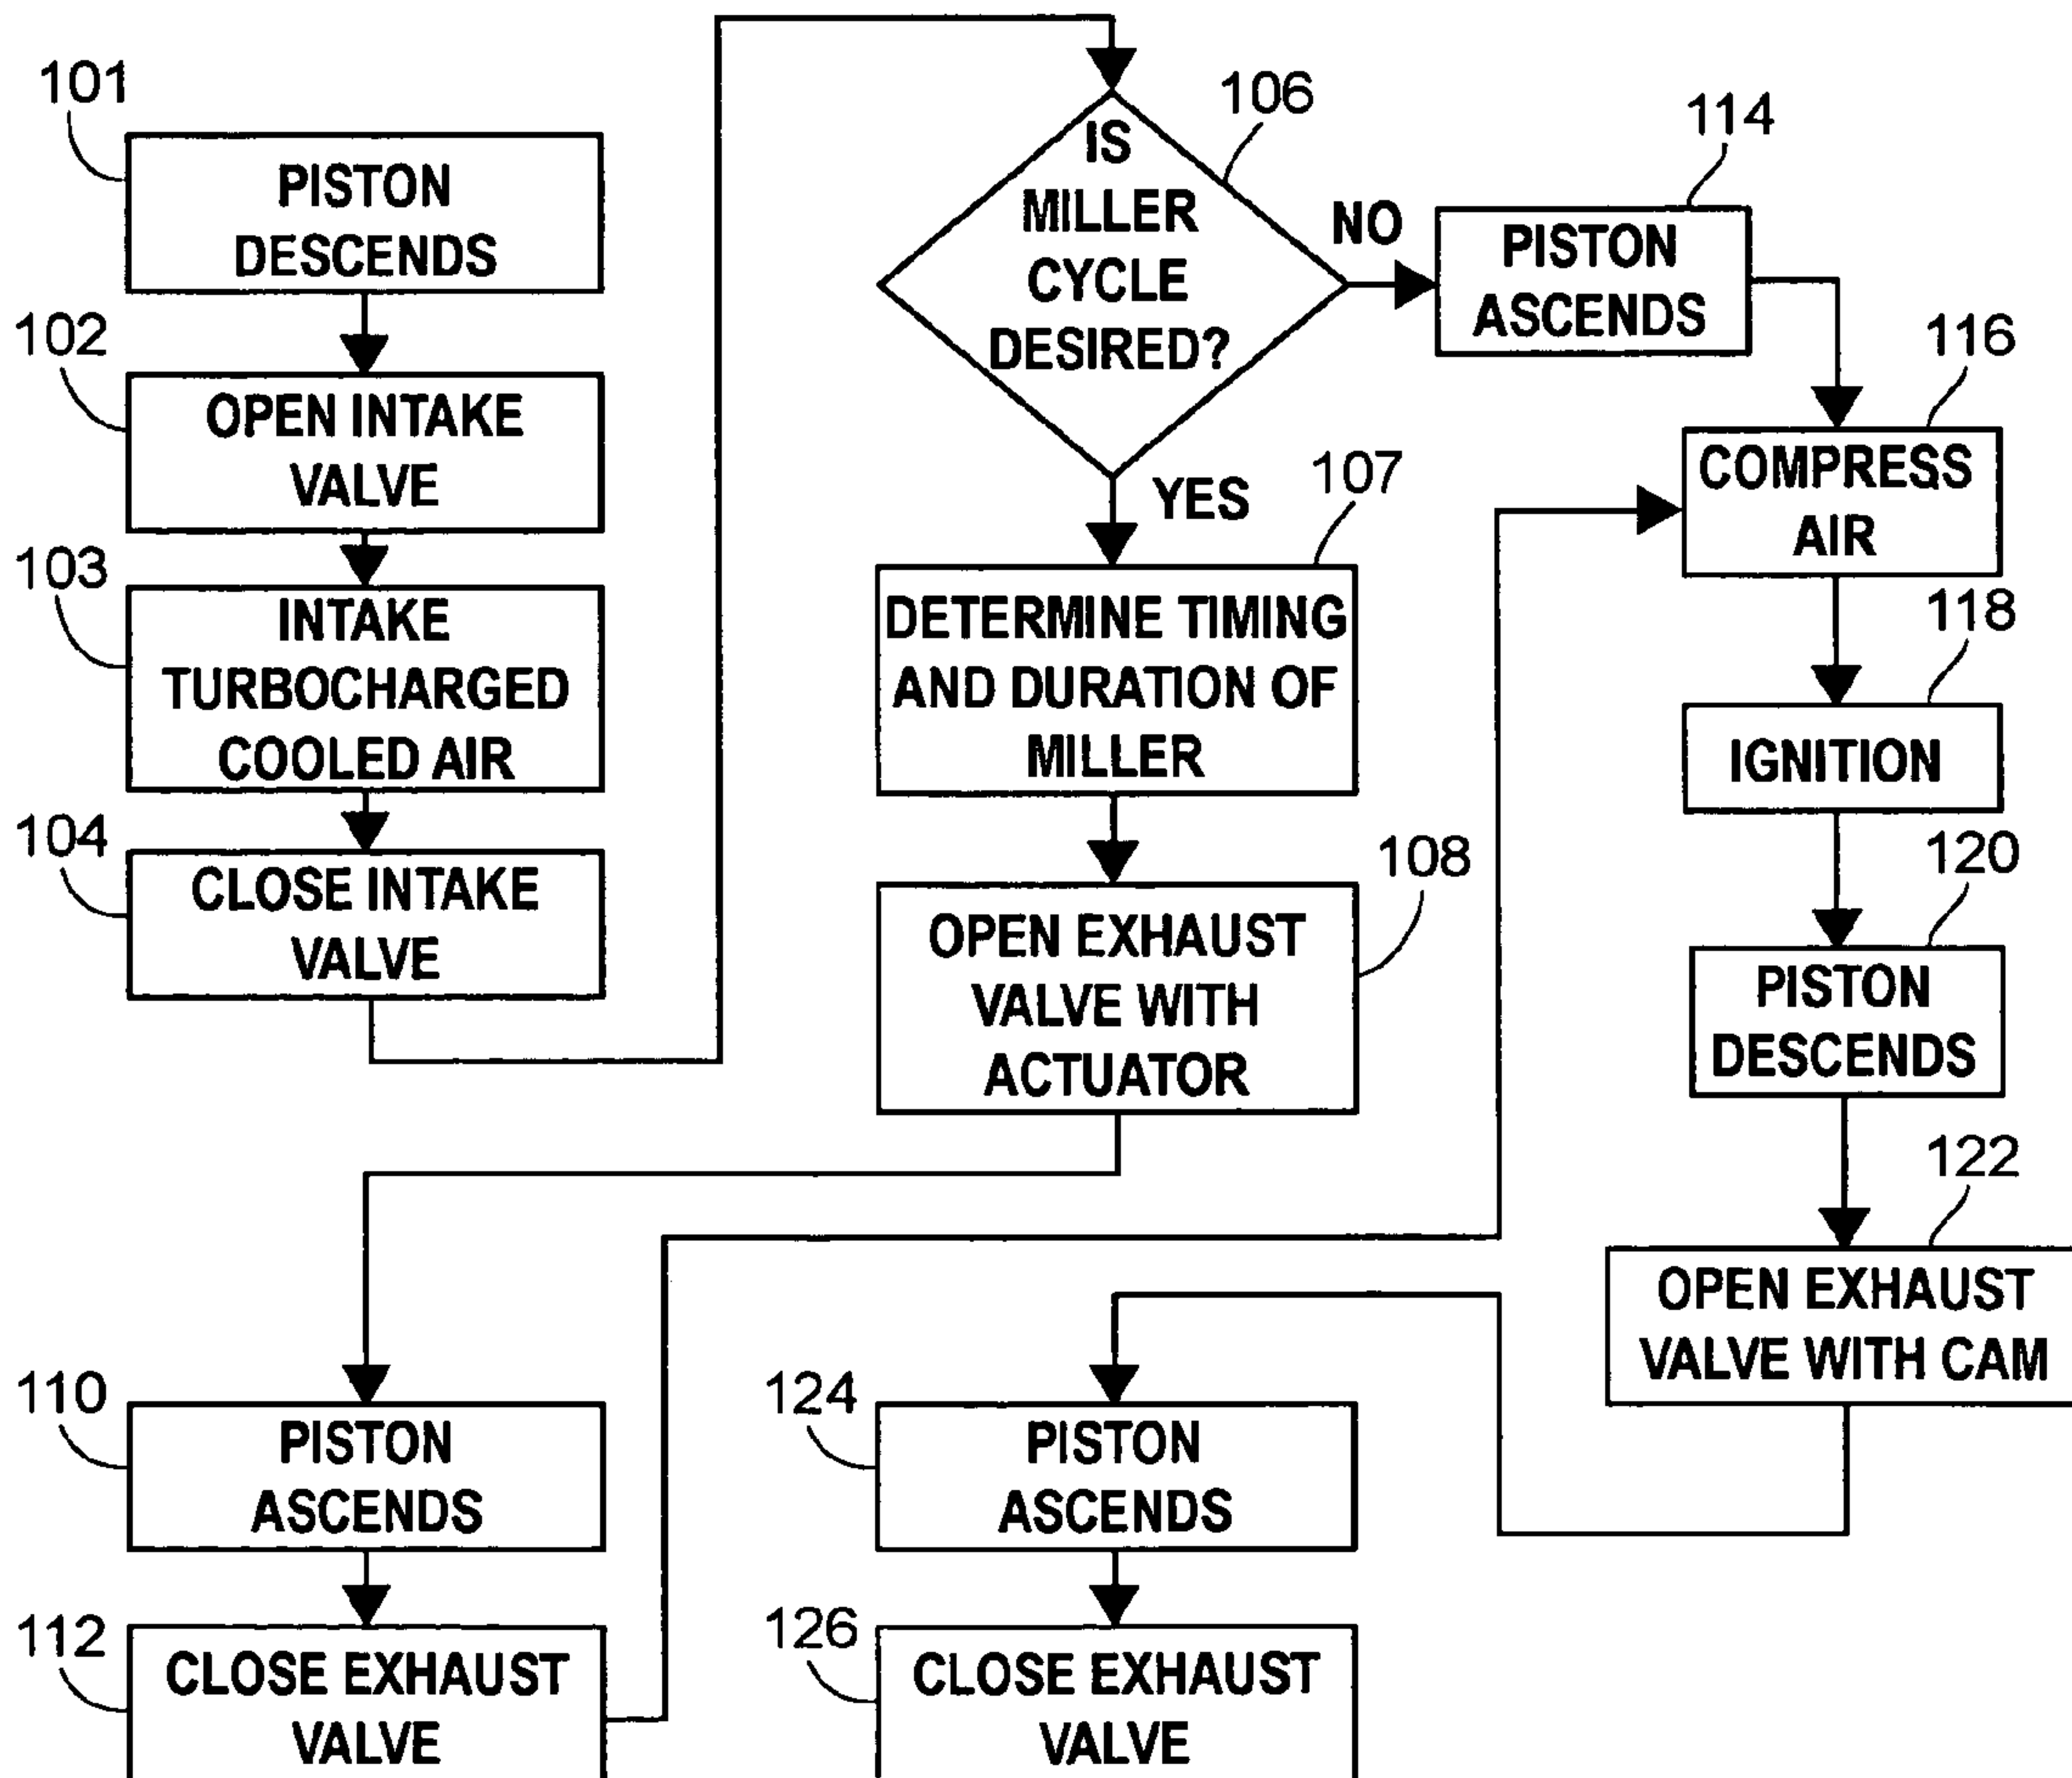 101
PISTON
DESCENDS
102
OPEN INTAKE
VALVE
103
INTAKE
TURBOCHARGED
COOLED AIR
104
CLOSE INTAKE
VALVE
106
IS
MILLER
CYCLE
DESIRED?
NO
YES
107
DETERMINE TIMING
AND DURATION OF
MILLER
108
OPEN EXHAUST
VALVE WITH
ACTUATOR
110
PISTON
ASCENDS
112
CLOSE EXHAUST
VALVE
114
PISTON
ASCENDS
116
COMPRESS
AIR
118
IGNITION
120
PISTON
DESCENDS
122
OPEN EXHAUST
VALVE WITH CAM
124
PISTON
ASCENDS
126
CLOSE EXHAUST
VALVE